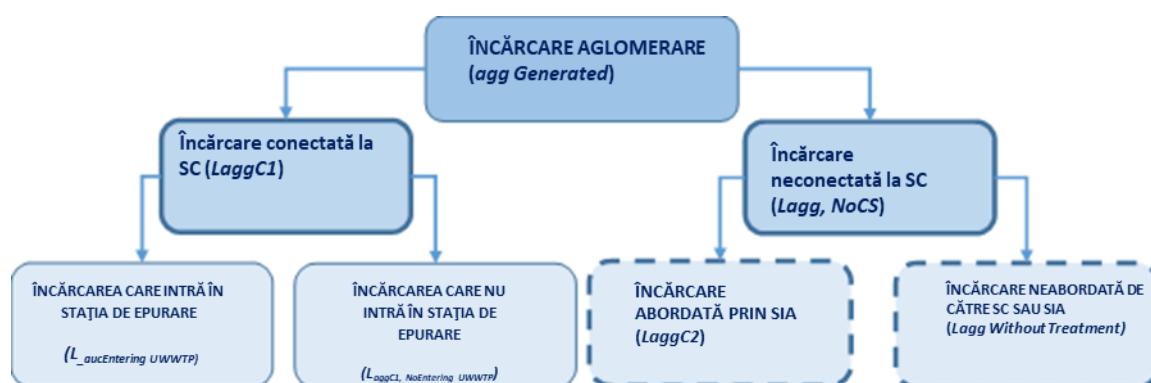 ÎNCĂRCARE AGLOMERARE
(agg Generated)
Încărcare conectată la
SC (LaggC1)
Încărcare
neconectată la SC
(Lagg, NoCS)
ÎNCĂRCAREA CARE INTRĂ ÎN
STAŢIA DE EPURARE
(L_aucEntering UWWTP)
ÎNCĂRCAREA CARE NU
INTRĂ ÎN STAŢIA DE
EPURARE
(LaggC1, NoEntering UWWTP)
ÎNCĂRCARE
ABORDATĂ PRIN SIA
(LaggC2)
ÎNCĂRCARE NEABORDATĂ DE
CĂTRE SC SAU SIA
(Lagg Without Treatment)